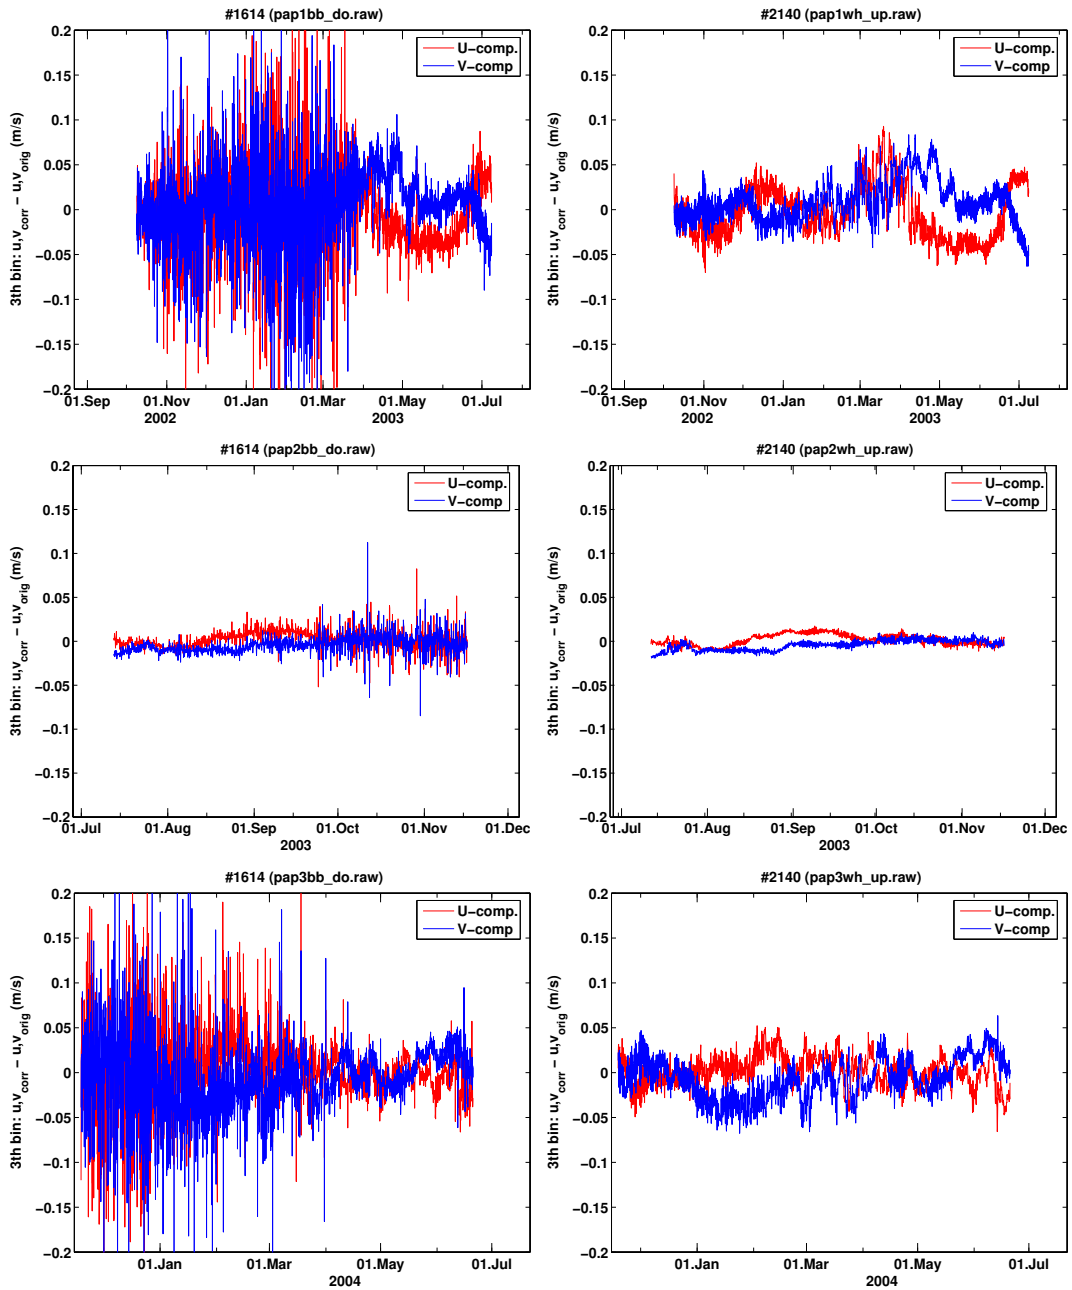 #1614 (pap1bb_do.raw)
0.2
0.15
0.1
0.05
0
−0.05
−0.1
−0.15
−0.2
3th bin: u,v_corr − u,v_orig (m/s)
U−comp.
V−comp
01.Sep 01.Nov 01.Jan 01.Mar 01.May 01.Jul
2002 2003
#2140 (pap1wh_up.raw)
0.2
0.15
0.1
0.05
0
−0.05
−0.1
−0.15
−0.2
3th bin: u,v_corr − u,v_orig (m/s)
U−comp.
V−comp
01.Sep 01.Nov 01.Jan 01.Mar 01.May 01.Jul
2002 2003
#1614 (pap2bb_do.raw)
0.2
0.15
0.1
0.05
0
−0.05
−0.1
−0.15
−0.2
3th bin: u,v_corr − u,v_orig (m/s)
U−comp.
V−comp
01.Jul 01.Aug 01.Sep 01.Oct 01.Nov 01.Dec
2003
#2140 (pap2wh_up.raw)
0.2
0.15
0.1
0.05
0
−0.05
−0.1
−0.15
−0.2
3th bin: u,v_corr − u,v_orig (m/s)
U−comp.
V−comp
01.Jul 01.Aug 01.Sep 01.Oct 01.Nov 01.Dec
2003
#1614 (pap3bb_do.raw)
0.2
0.15
0.1
0.05
0
−0.05
−0.1
−0.15
−0.2
3th bin: u,v_corr − u,v_orig (m/s)
U−comp.
V−comp
01.Jan 01.Mar 01.May 01.Jul
2004
#2140 (pap3wh_up.raw)
0.2
0.15
0.1
0.05
0
−0.05
−0.1
−0.15
−0.2
3th bin: u,v_corr − u,v_orig (m/s)
U−comp.
V−comp
01.Jan 01.Mar 01.May 01.Jul
2004